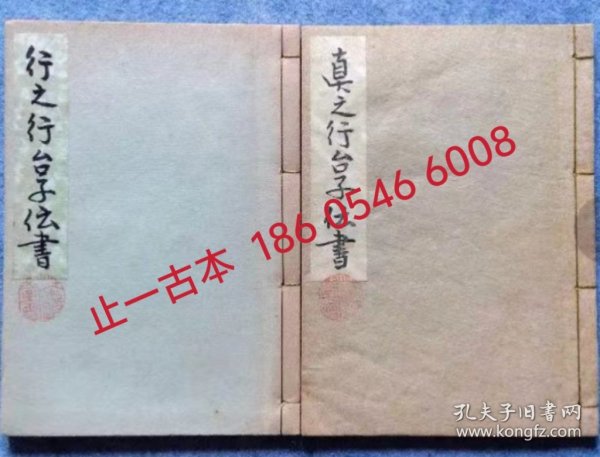 行之行台子伝書
真之行台子伝書
止一古本 186 0546 6008
孔夫子旧书网
www.kongfz.com